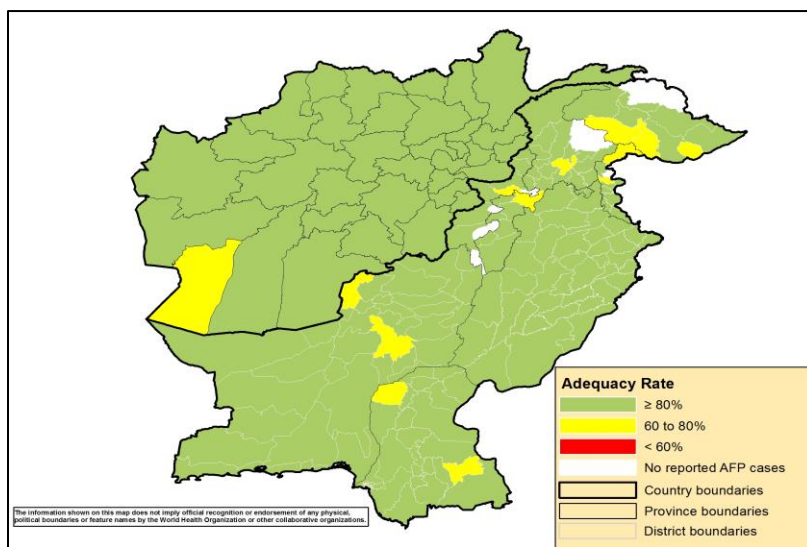 Adequacy Rate
≥ 80%
60 to 80%
< 60%
No reported AFP cases
Country boundaries
Province boundaries
District boundaries
The information shown on this map does not imply official recognition or endorsement of any physical,
political boundaries or feature names by the World Health Organization or other collaborative organizations.